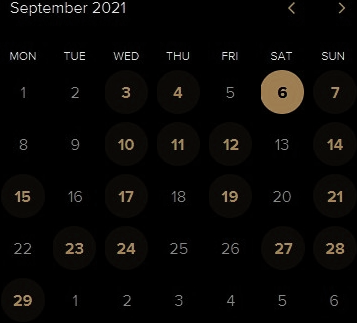 September 2021
MON TUE WED THU FRI SAT SUN
1 2 3 4 5 6 7
8 9 10 11 12 13 14
15 16 17 18 19 20 21
22 23 24 25 26 27 28
29 1 2 3 4 5 6